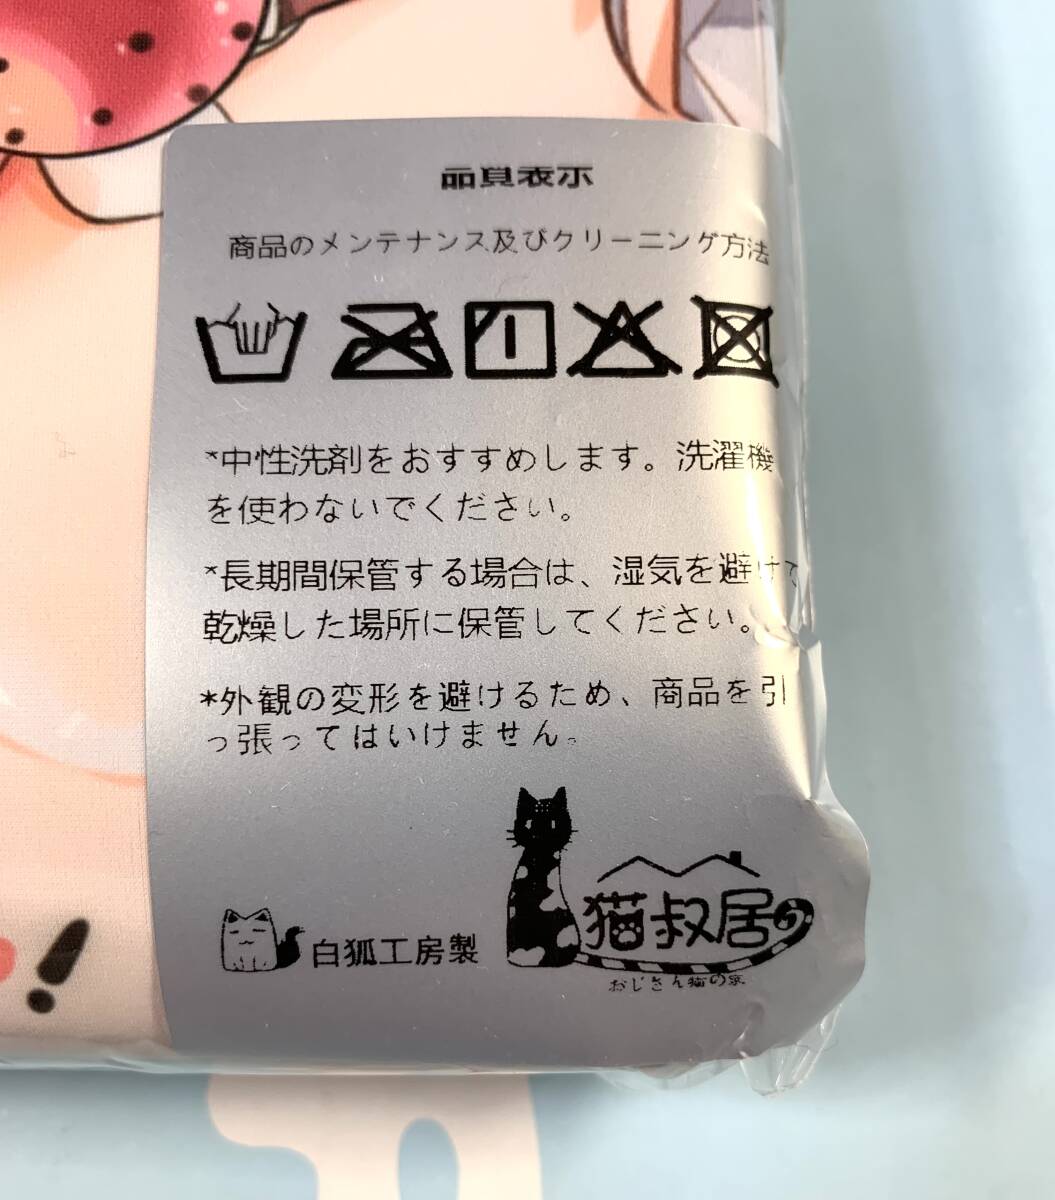 品質表示
商品のメンテナンス及びクリーニング方法
*中性洗剤をおすすめします。洗濯機
を使わないでください。
*長期間保管する場合は、湿気を避けて
乾燥した場所に保管してください。
*外観の変形を避けるため、商品を引
っ張ってはいけません。
白狐工房製
猫叔居
おじさん猫の家
!